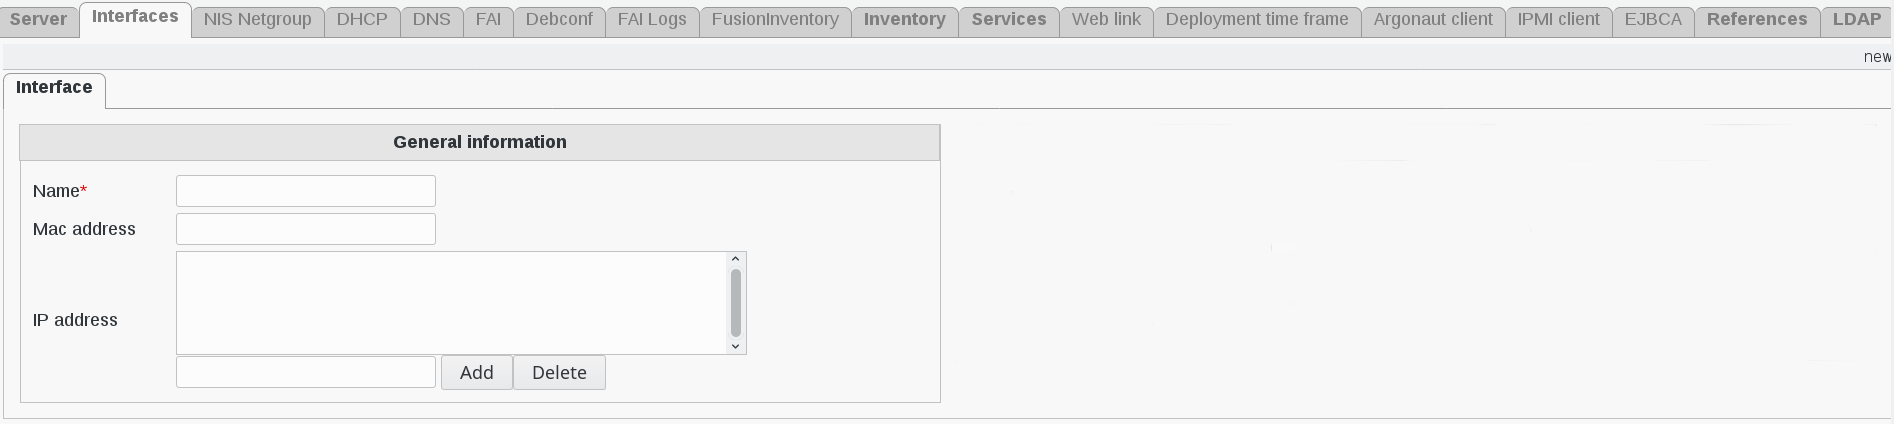 Server Interfaces NIS Netgroup DHCP DNS FAI Debconf FAI Logs FusionInventory Inventory Services Web link Deployment time frame Argonaut client IPMI client EJBCA References LDAP
new
Interface
General information
Name*
Mac address
IP address
Add Delete